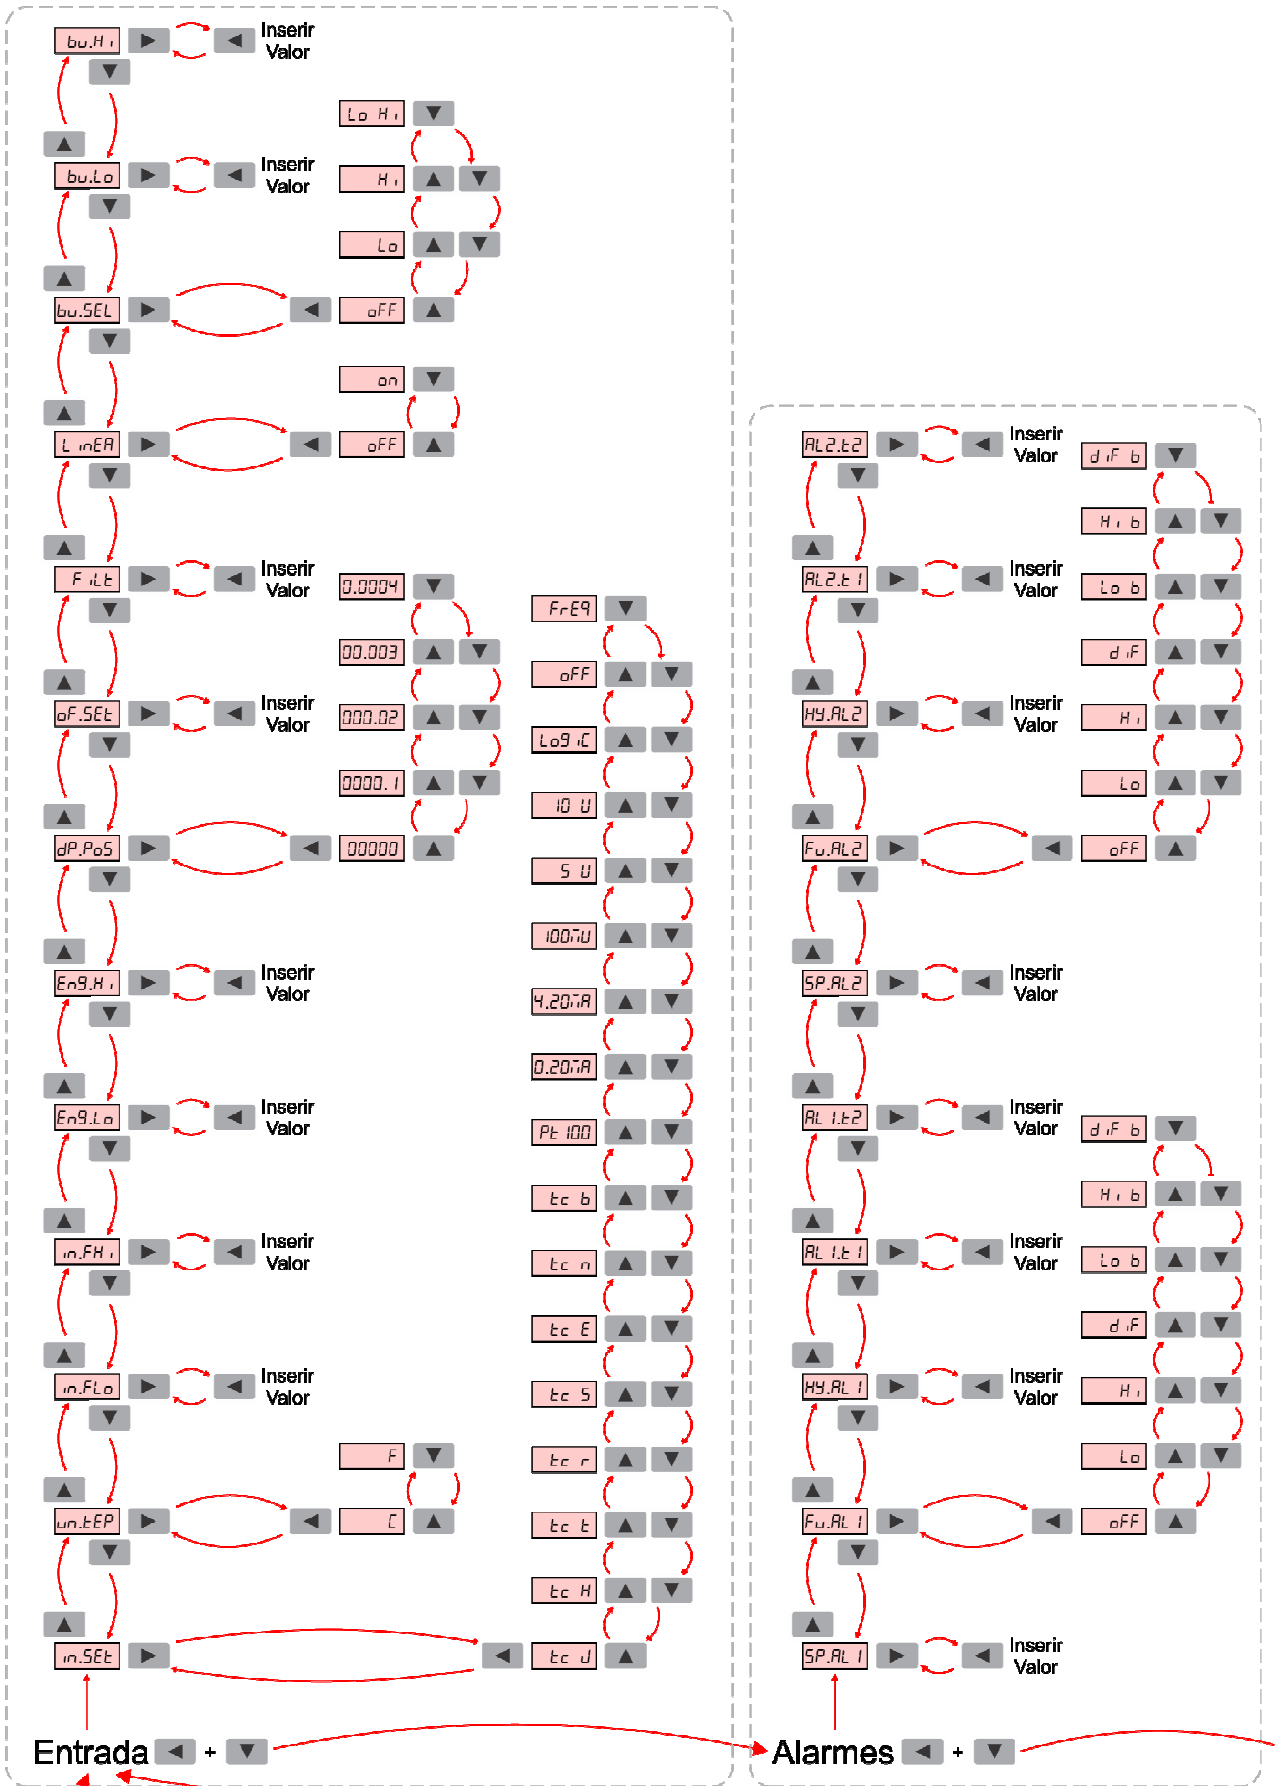 bu.Hi
Inserir
Valor
bu.Lo
Inserir
Valor
Lo Hi
Hi
Lo
bu.SEL
oFF
on
LinEA
oFF
FiLt
Inserir
Valor
oF.SEt
Inserir
Valor
0.0004
00.003
000.02
0000.1
dP.PoS
00000
Eng.Hi
Inserir
Valor
Eng.Lo
Inserir
Valor
in.FHi
Inserir
Valor
in.FLo
Inserir
Valor
F
un.tEP
C
FrEq
oFF
LogiC
10 U
5 U
100mU
4.20mA
0.20mA
Pt100
tc b
tc n
tc E
tc S
tc r
tc t
tc H
in.SEt
tc J
Entrada + 
AL2.t2
Inserir
Valor
AL2.t1
Inserir
Valor
HY.AL2
Inserir
Valor
diF b
Hi b
Lo b
diF
Hi
Lo
Fu.AL2
oFF
SP.AL2
Inserir
Valor
AL1.t2
Inserir
Valor
AL1.t1
Inserir
Valor
HY.AL1
Inserir
Valor
diF b
Hi b
Lo b
diF
Hi
Lo
Fu.AL1
oFF
SP.AL1
Inserir
Valor
Alarmes +